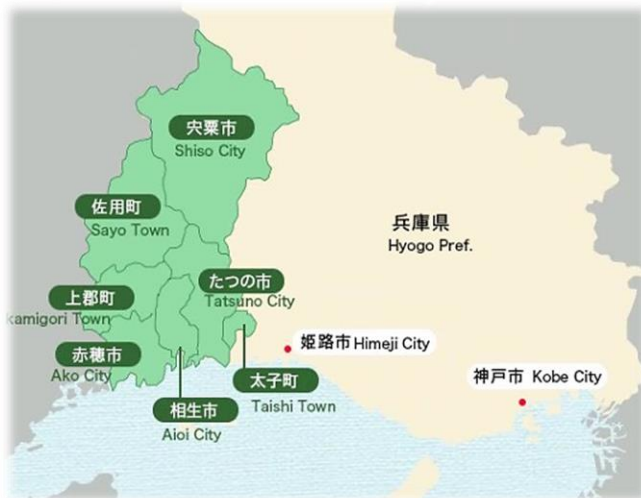 宍粟市
Shiso City
佐用町
Sayo Town
兵庫県
Hyogo Pref.
たつの市
Tatsuno City
上郡町
kamigori Town
赤穂市
Ako City
姫路市 Himeji City
太子町
Taishi Town
神戸市 Kobe City
相生市
Aioi City